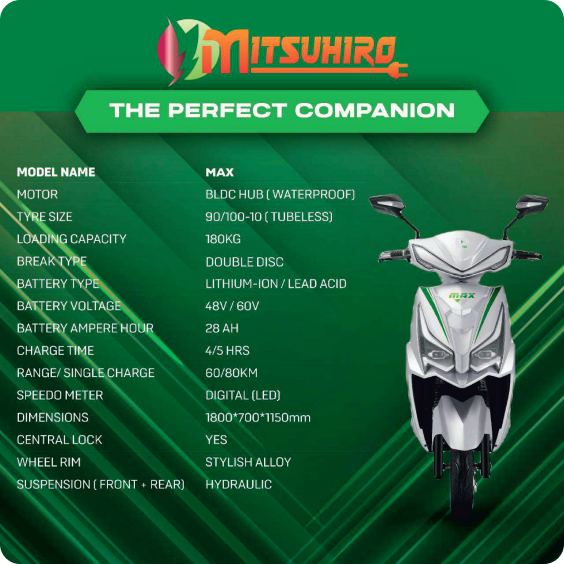 MITSUHIRO
THE PERFECT COMPANION
MODEL NAME MAX
MOTOR BLDC HUB ( WATERPROOF)
TYRE SIZE 90/100-10 ( TUBELESS)
LOADING CAPACITY 180KG
BREAK TYPE DOUBLE DISC
BATTERY TYPE LITHIUM-ION / LEAD ACID
BATTERY VOLTAGE 48V / 60V
BATTERY AMPERE HOUR 28 AH
CHARGE TIME 4/5 HRS
RANGE/ SINGLE CHARGE 60/80KM
SPEEDO METER DIGITAL (LED)
DIMENSIONS 1800*700*1150mm
CENTRAL LOCK YES
WHEEL RIM STYLISH ALLOY
SUSPENSION ( FRONT + REAR) HYDRAULIC
MAX